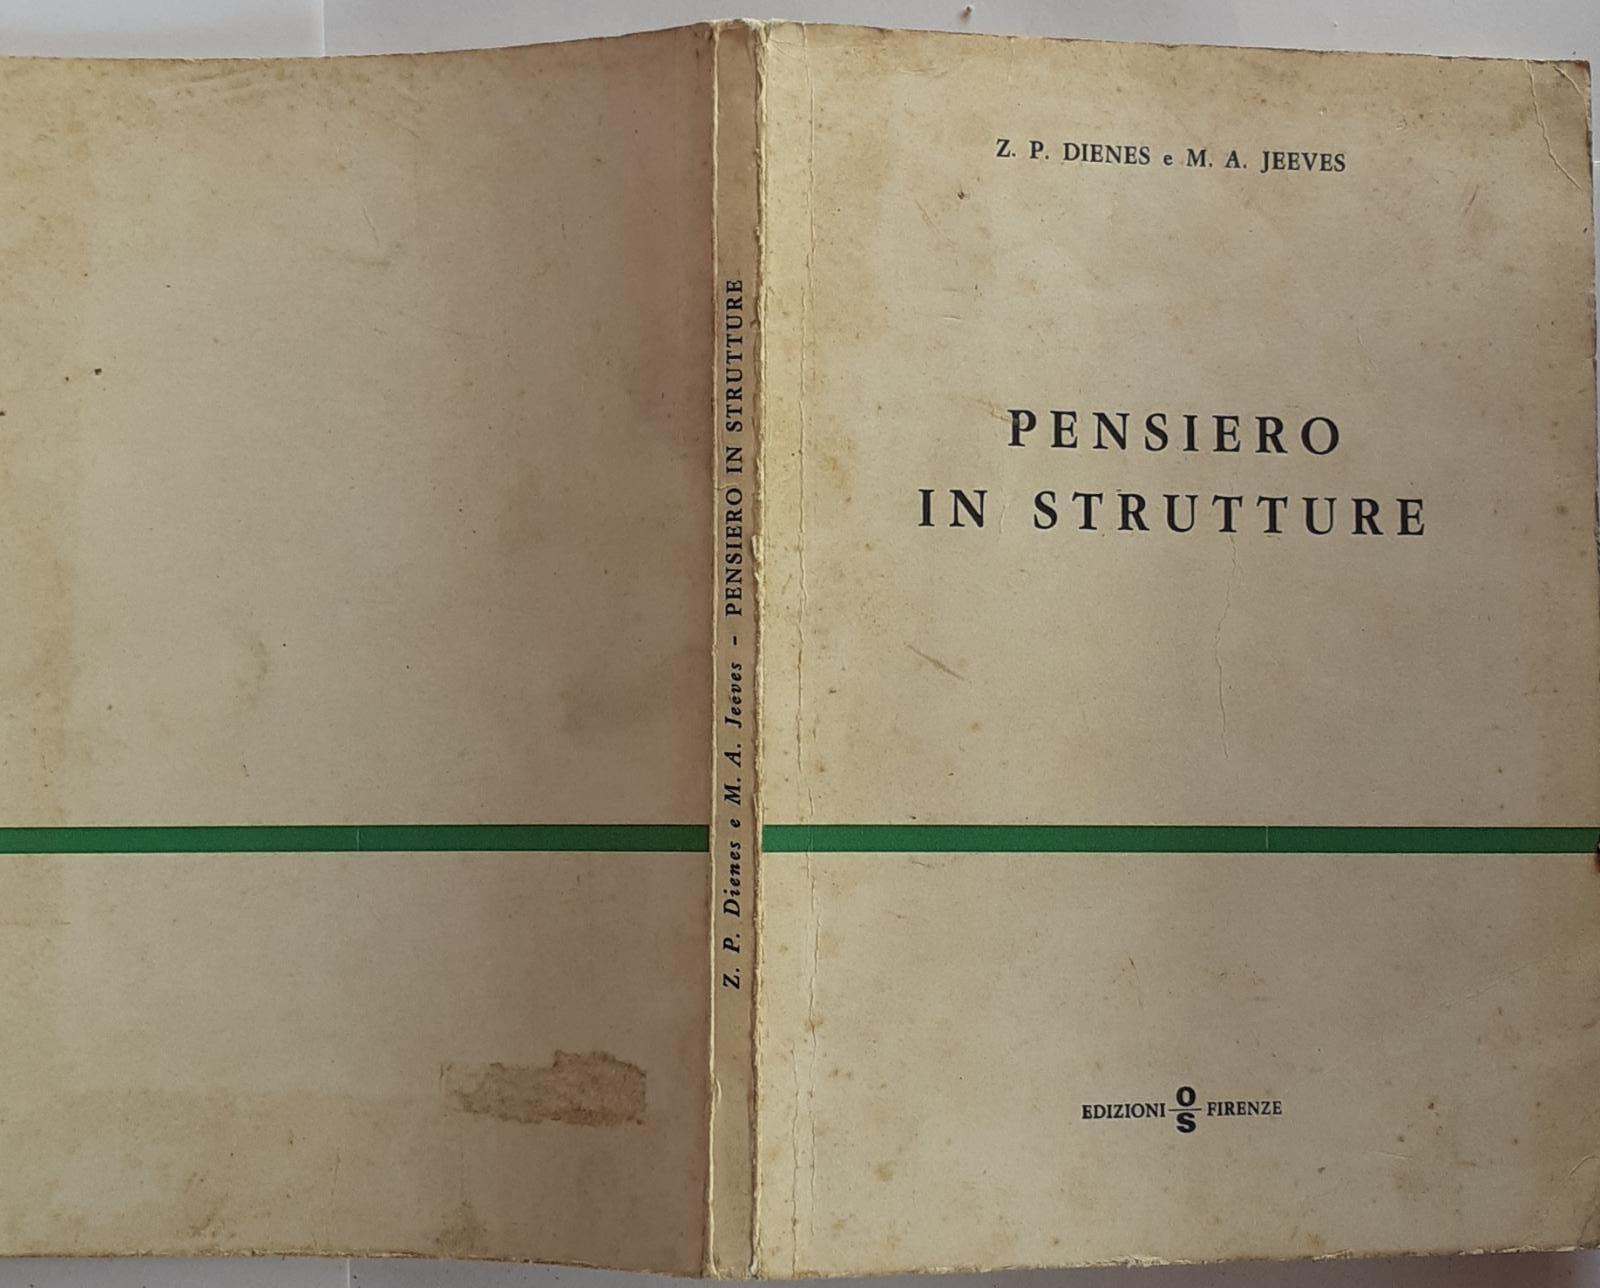 Z. P. Dienes e M. A. Jeeves - PENSIERO IN STRUTTURE
Z. P. DIENES e M. A. JEEVES
PENSIERO
IN STRUTTURE
EDIZIONI OS FIRENZE